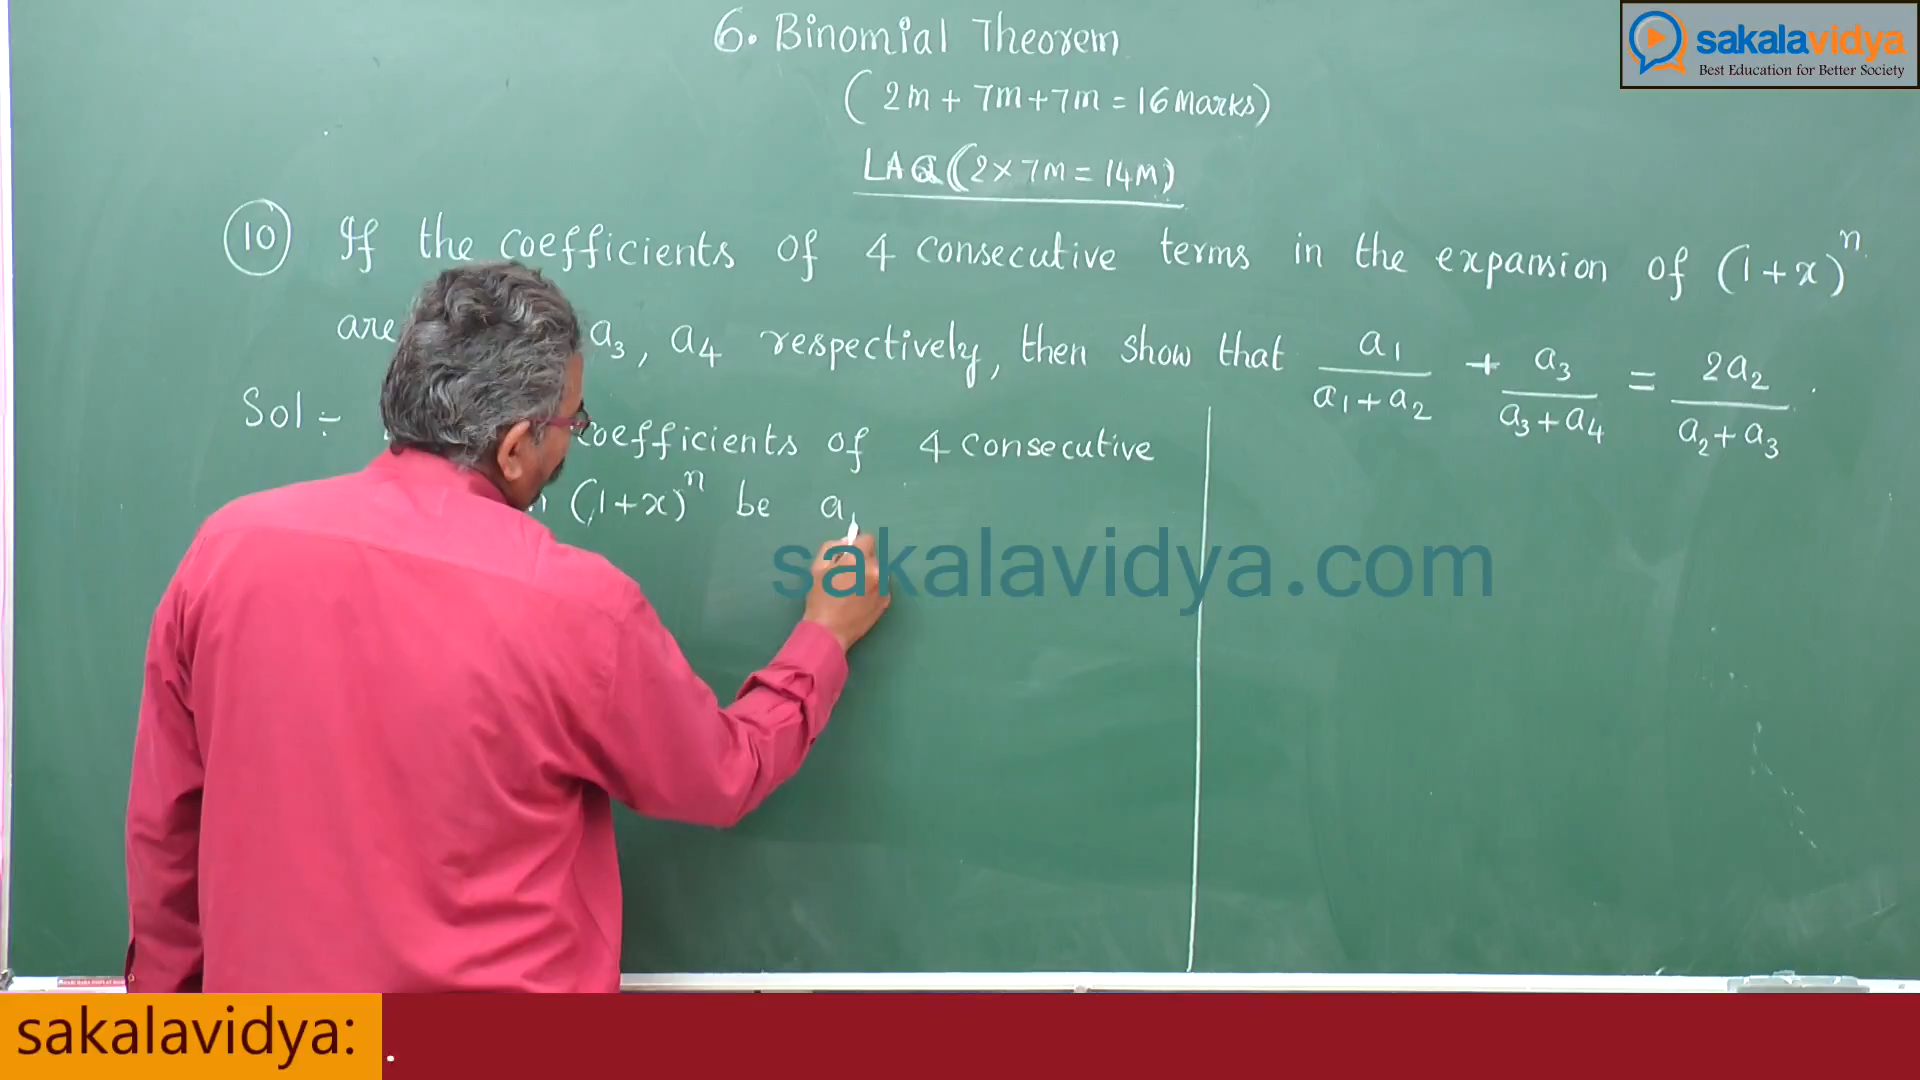 6. Binomial Theorem
(2m + 7m + 7m = 16 Marks)
LAQ (2 × 7m = 14m)
sakalavidya
Best Education for Better Society
10 If the coefficients of 4 consecutive terms in the expansion of (1+x)^n
are a3, a4 respectively, then show that a1/(a1+a2) + a3/(a3+a4) = 2a2/(a2+a3).
Sol:- coefficients of 4 consecutive
(1+x)^n be a1
sakalavidya.com
sakalavidya: .